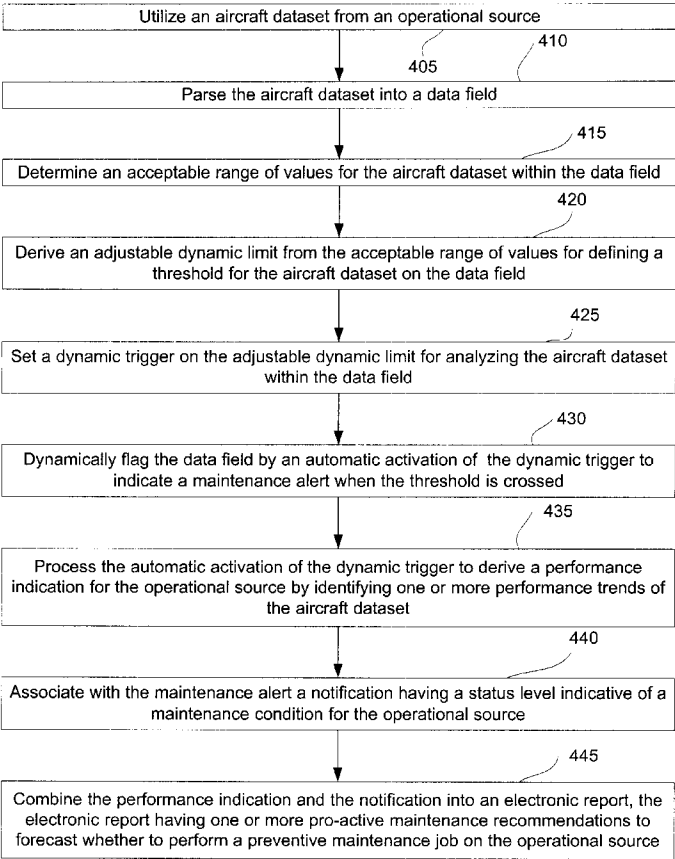 Utilize an aircraft dataset from an operational source
405
410
Parse the aircraft dataset into a data field
415
Determine an acceptable range of values for the aircraft dataset within the data field
420
Derive an adjustable dynamic limit from the acceptable range of values for defining a
threshold for the aircraft dataset on the data field
425
Set a dynamic trigger on the adjustable dynamic limit for analyzing the aircraft dataset
within the data field
430
Dynamically flag the data field by an automatic activation of the dynamic trigger to
indicate a maintenance alert when the threshold is crossed
435
Process the automatic activation of the dynamic trigger to derive a performance
indication for the operational source by identifying one or more performance trends of
the aircraft dataset
440
Associate with the maintenance alert a notification having a status level indicative of a
maintenance condition for the operational source
445
Combine the performance indication and the notification into an electronic report, the
electronic report having one or more pro-active maintenance recommendations to
forecast whether to perform a preventive maintenance job on the operational source